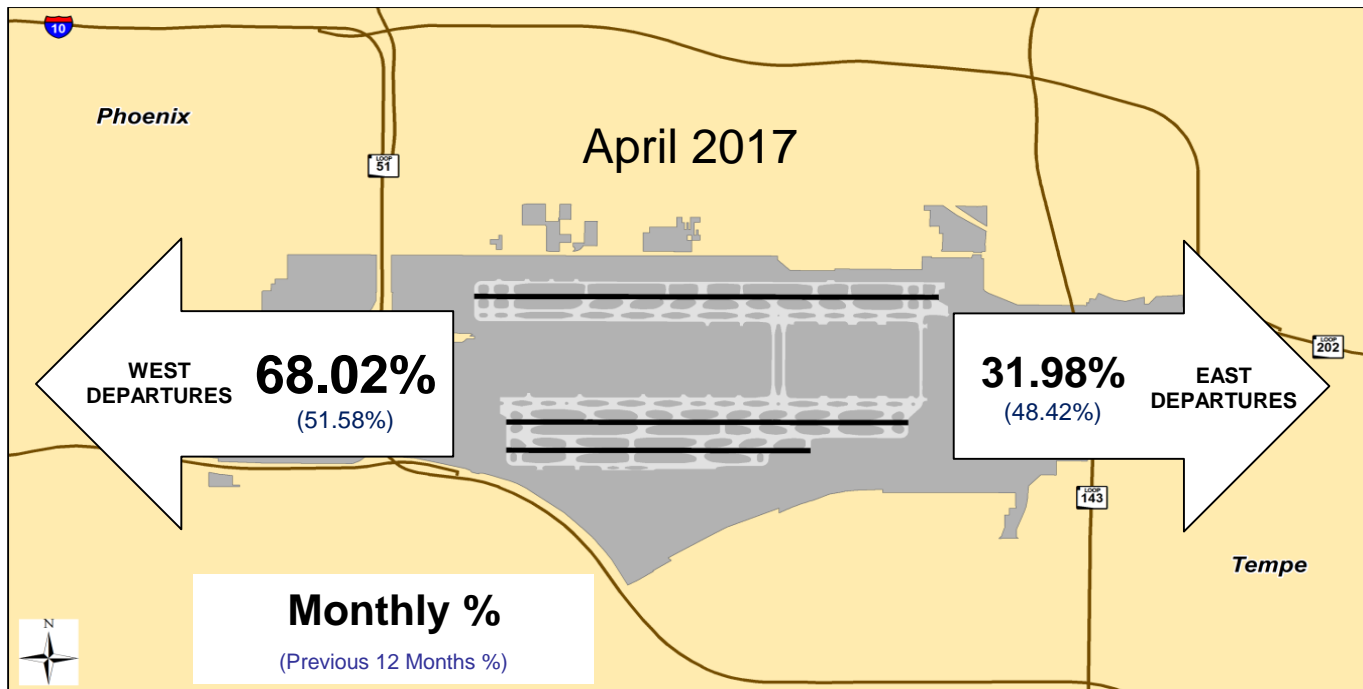 10
Phoenix
April 2017
LOOP
51
WEST
DEPARTURES
68.02%
(51.58%)
31.98%
(48.42%)
EAST
DEPARTURES
LOOP
202
LOOP
143
Tempe
Monthly %
(Previous 12 Months %)
N